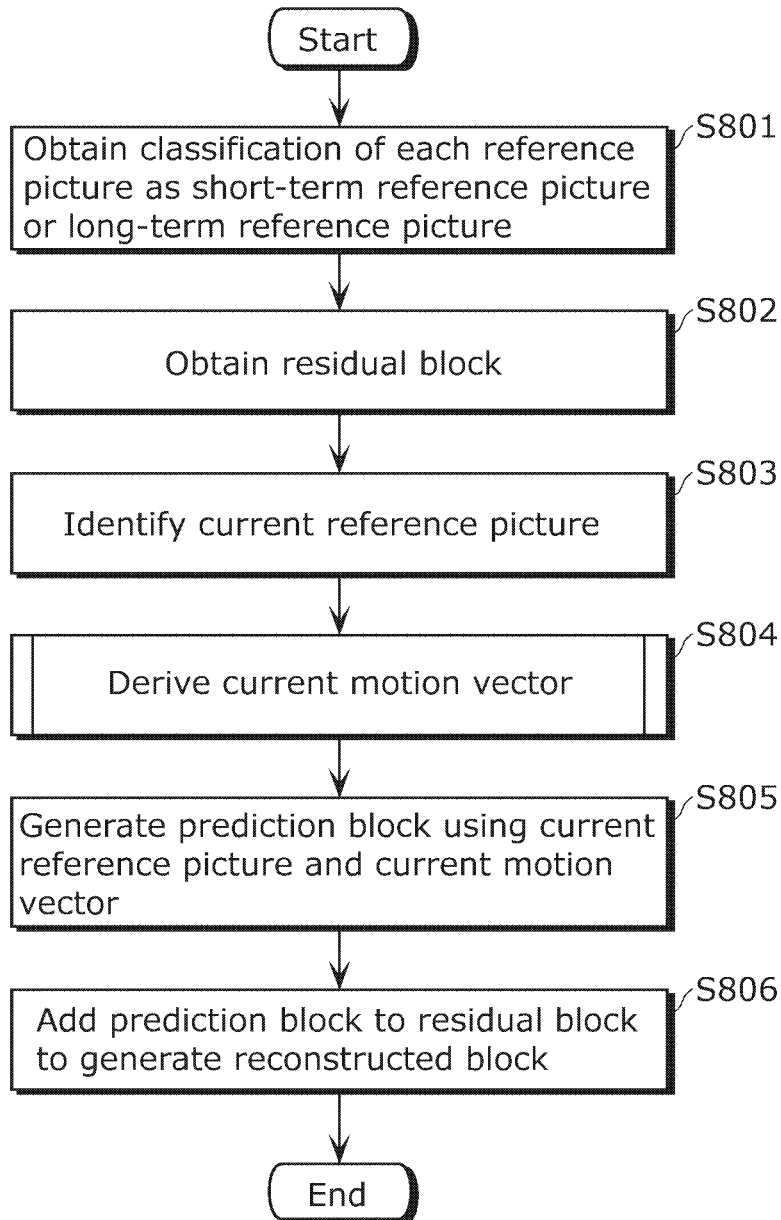 Start
S801
Obtain classification of each reference
picture as short-term reference picture
or long-term reference picture
S802
Obtain residual block
S803
Identify current reference picture
S804
Derive current motion vector
S805
Generate prediction block using current
reference picture and current motion
vector
S806
Add prediction block to residual block
to generate reconstructed block
End